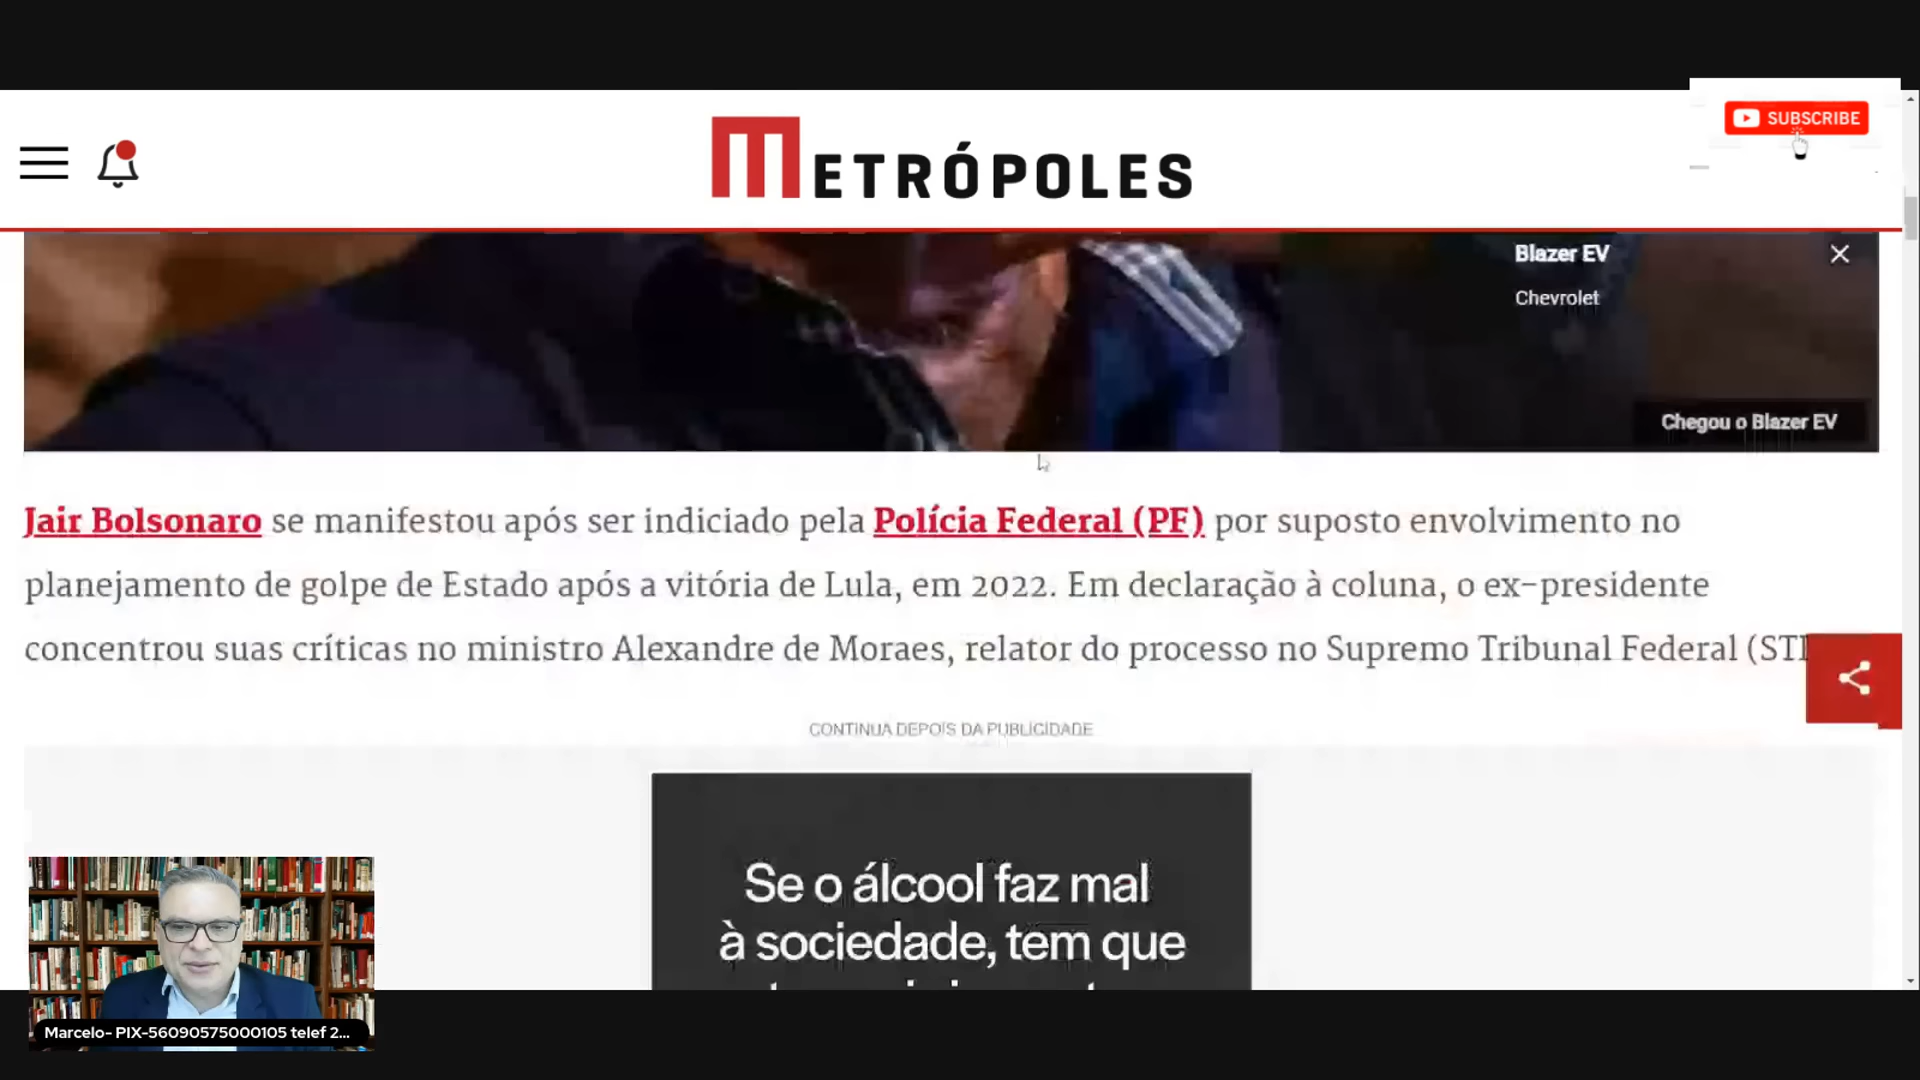 SUBSCRIBE
METRÓPOLES
Blazer EV
Chevrolet
Chegou o Blazer EV
Jair Bolsonaro se manifestou após ser indiciado pela Polícia Federal (PF) por suposto envolvimento no
planejamento de golpe de Estado após a vitória de Lula, em 2022. Em declaração à coluna, o ex-presidente
concentrou suas críticas no ministro Alexandre de Moraes, relator do processo no Supremo Tribunal Federal
CONTINUA DEPOIS DA PUBLICIDADE
Se o álcool faz mal
à sociedade, tem que
Marcelo- PIX-56090575000105 telef 2...